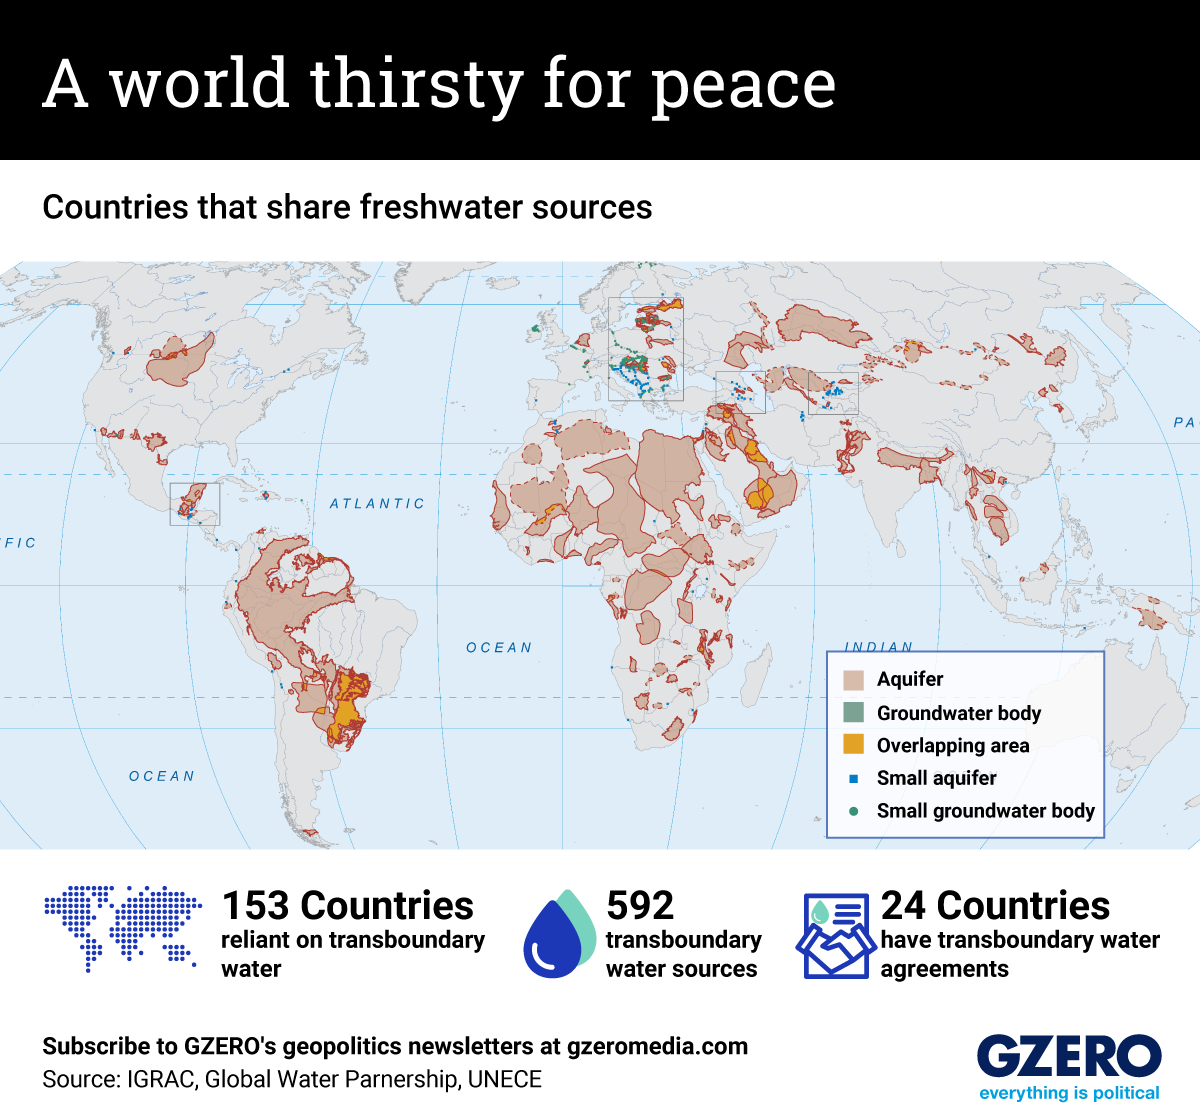 A world thirsty for peace
Countries that share freshwater sources
PA
ATLANTIC
FIC
OCEAN
INDIAN
OCEAN
Aquifer
Groundwater body
Overlapping area
Small aquifer
Small groundwater body
153 Countries
reliant on transboundary
water
592
transboundary
water sources
24 Countries
have transboundary water
agreements
Subscribe to GZERO's geopolitics newsletters at gzeromedia.com
Source: IGRAC, Global Water Parnership, UNECE
GZERO
everything is political